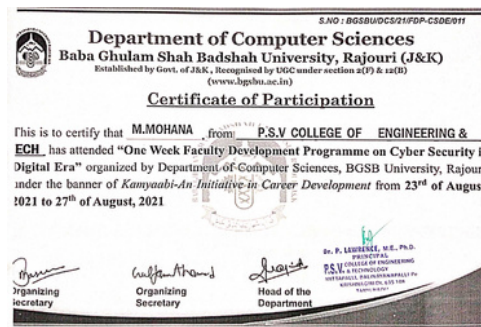 S.NO : BGSBU/DCS/21/FDP-CSDE/011
Department of Computer Sciences
Baba Ghulam Shah Badshah University, Rajouri (J&K)
Established by Govt. of J&K , Recognised by UGC under section 2(F) & 12(B)
(www.bgsbu.ac.in)
Certificate of Participation
This is to certify that M.MOHANA from P.S.V COLLEGE OF ENGINEERING &
ECH has attended "One Week Faculty Development Programme on Cyber Security i
Digital Era" organized by Department of Computer Sciences, BGSB University, Rajour
under the banner of Kamyaabi-An Initiative in Career Development from 23rd of Augus
2021 to 27th of August, 2021
Dr. P. LAWRENCE, M.E., Ph.D.
PRINCIPAL
P.S.V. COLLEGE OF ENGINEERING
& TECHNOLOGY
Organizing
Secretary
Organizing
Secretary
Head of the
Department